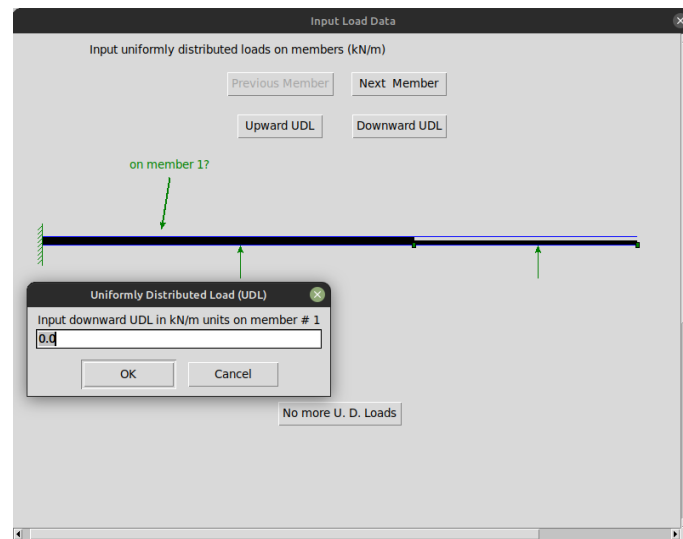 Input Load Data
Input uniformly distributed loads on members (kN/m)
Previous Member Next Member
Upward UDL Downward UDL
on member 1?
Uniformly Distributed Load (UDL)
Input downward UDL in kN/m units on member # 1
0.0
OK Cancel
No more U. D. Loads